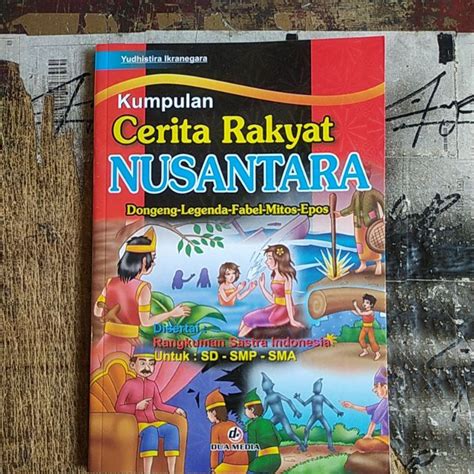 Yudhistira Ikranegara
Kumpulan
Cerita Rakyat
NUSANTARA
Dongeng-Legenda-Fabel-Mitos-Epos
Disertai :
Rangkuman Sastra Indonesia
Untuk : SD - SMP - SMA
DUA MEDIA